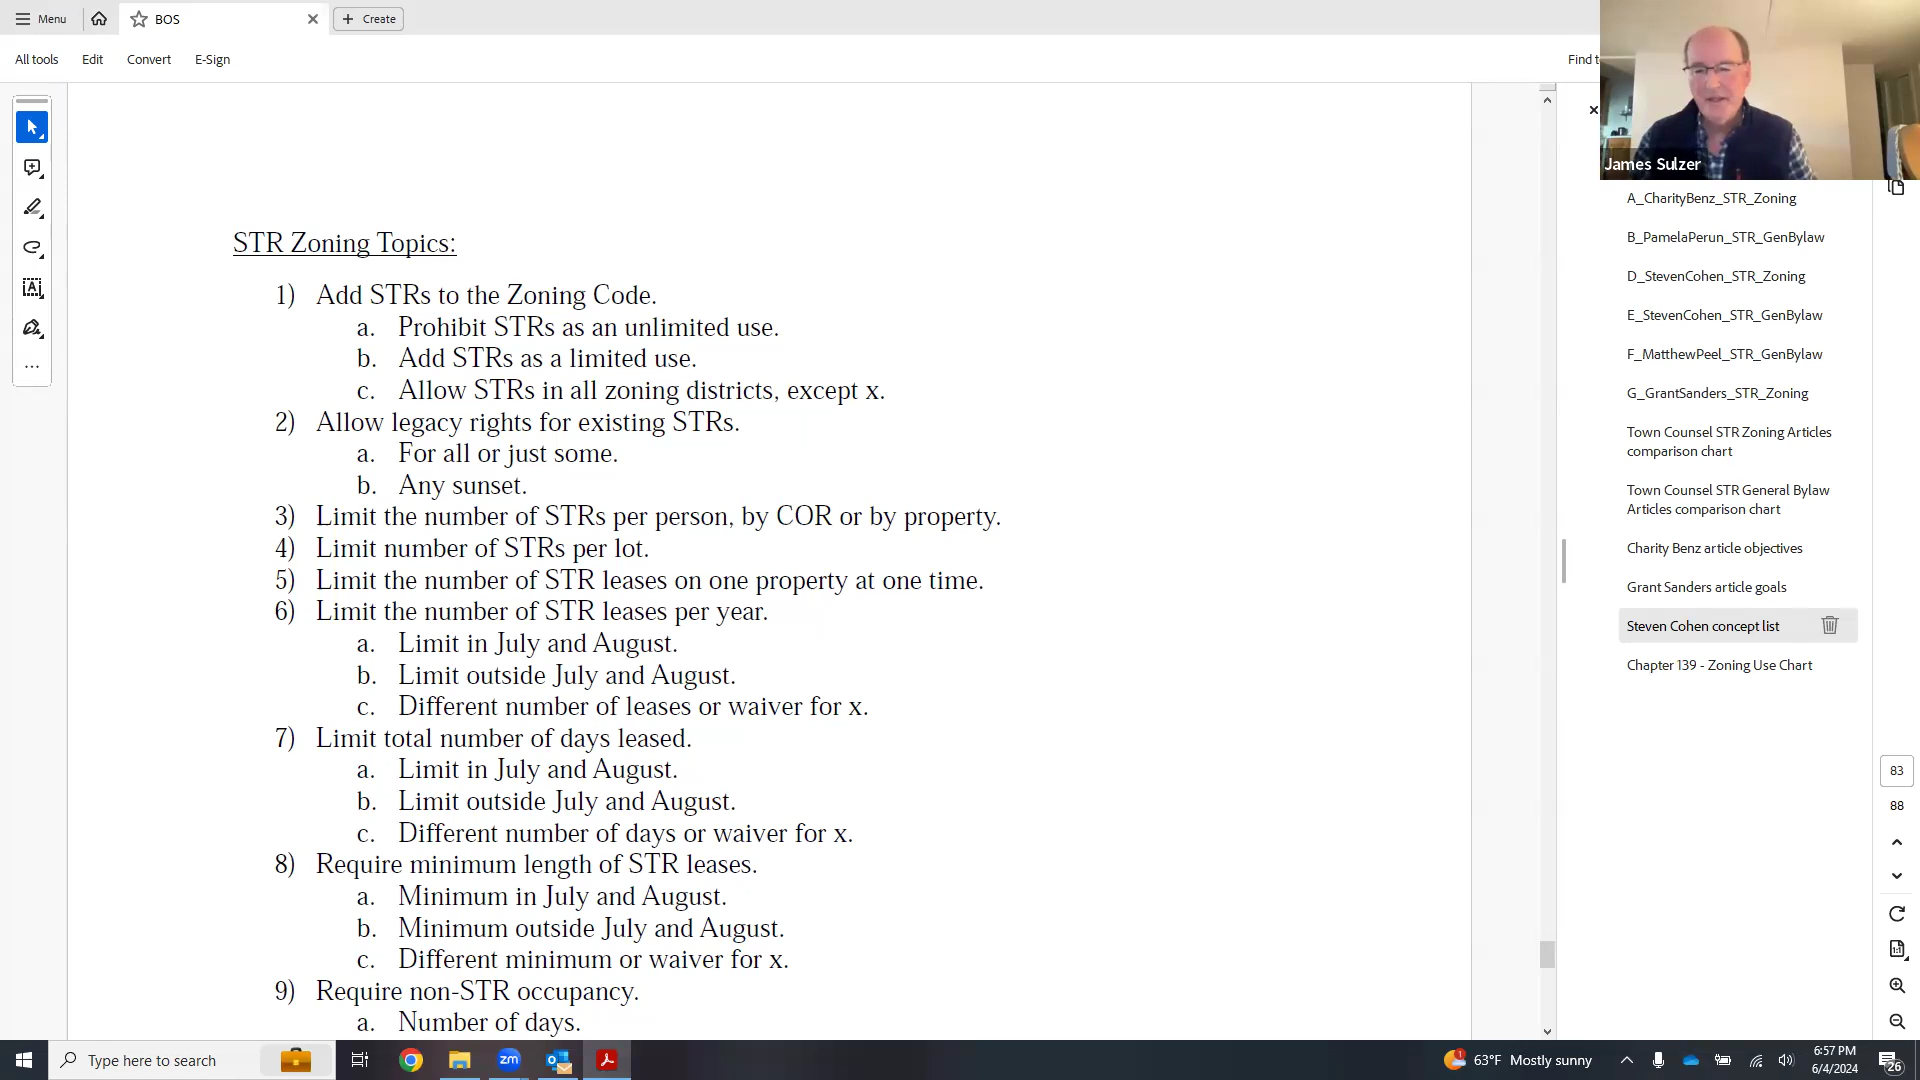 Menu
BOS
Create
All tools
Edit
Convert
E-Sign
Find t
James Sulzer
STR Zoning Topics:
1) Add STRs to the Zoning Code.
a. Prohibit STRs as an unlimited use.
b. Add STRs as a limited use.
c. Allow STRs in all zoning districts, except x.
2) Allow legacy rights for existing STRs.
a. For all or just some.
b. Any sunset.
3) Limit the number of STRs per person, by COR or by property.
4) Limit number of STRs per lot.
5) Limit the number of STR leases on one property at one time.
6) Limit the number of STR leases per year.
a. Limit in July and August.
b. Limit outside July and August.
c. Different number of leases or waiver for x.
7) Limit total number of days leased.
a. Limit in July and August.
b. Limit outside July and August.
c. Different number of days or waiver for x.
8) Require minimum length of STR leases.
a. Minimum in July and August.
b. Minimum outside July and August.
c. Different minimum or waiver for x.
9) Require non-STR occupancy.
a. Number of days.
A_CharityBenz_STR_Zoning
B_PamelaPerun_STR_GenBylaw
D_StevenCohen_STR_Zoning
E_StevenCohen_STR_GenBylaw
F_MatthewPeel_STR_GenBylaw
G_GrantSanders_STR_Zoning
Town Counsel STR Zoning Articles
comparison chart
Town Counsel STR General Bylaw
Articles comparison chart
Charity Benz article objectives
Grant Sanders article goals
Steven Cohen concept list
Chapter 139 - Zoning Use Chart
83
88
Type here to search
zm
1
63°F Mostly sunny
6:57 PM
6/4/2024
26